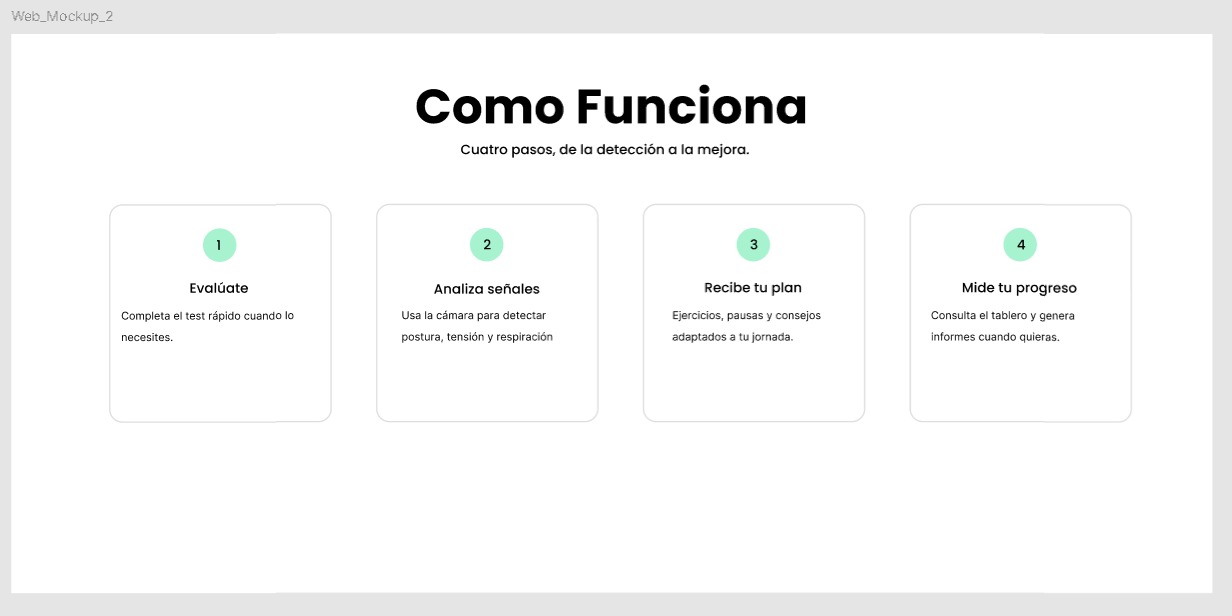 Web_Mockup_2
Como Funciona
Cuatro pasos, de la detección a la mejora.
1
Evalúate
Completa el test rápido cuando lo
necesites.
2
Analiza señales
Usa la cámara para detectar
postura, tensión y respiración
3
Recibe tu plan
Ejercicios, pausas y consejos
adaptados a tu jornada.
4
Mide tu progreso
Consulta el tablero y genera
informes cuando quieras.